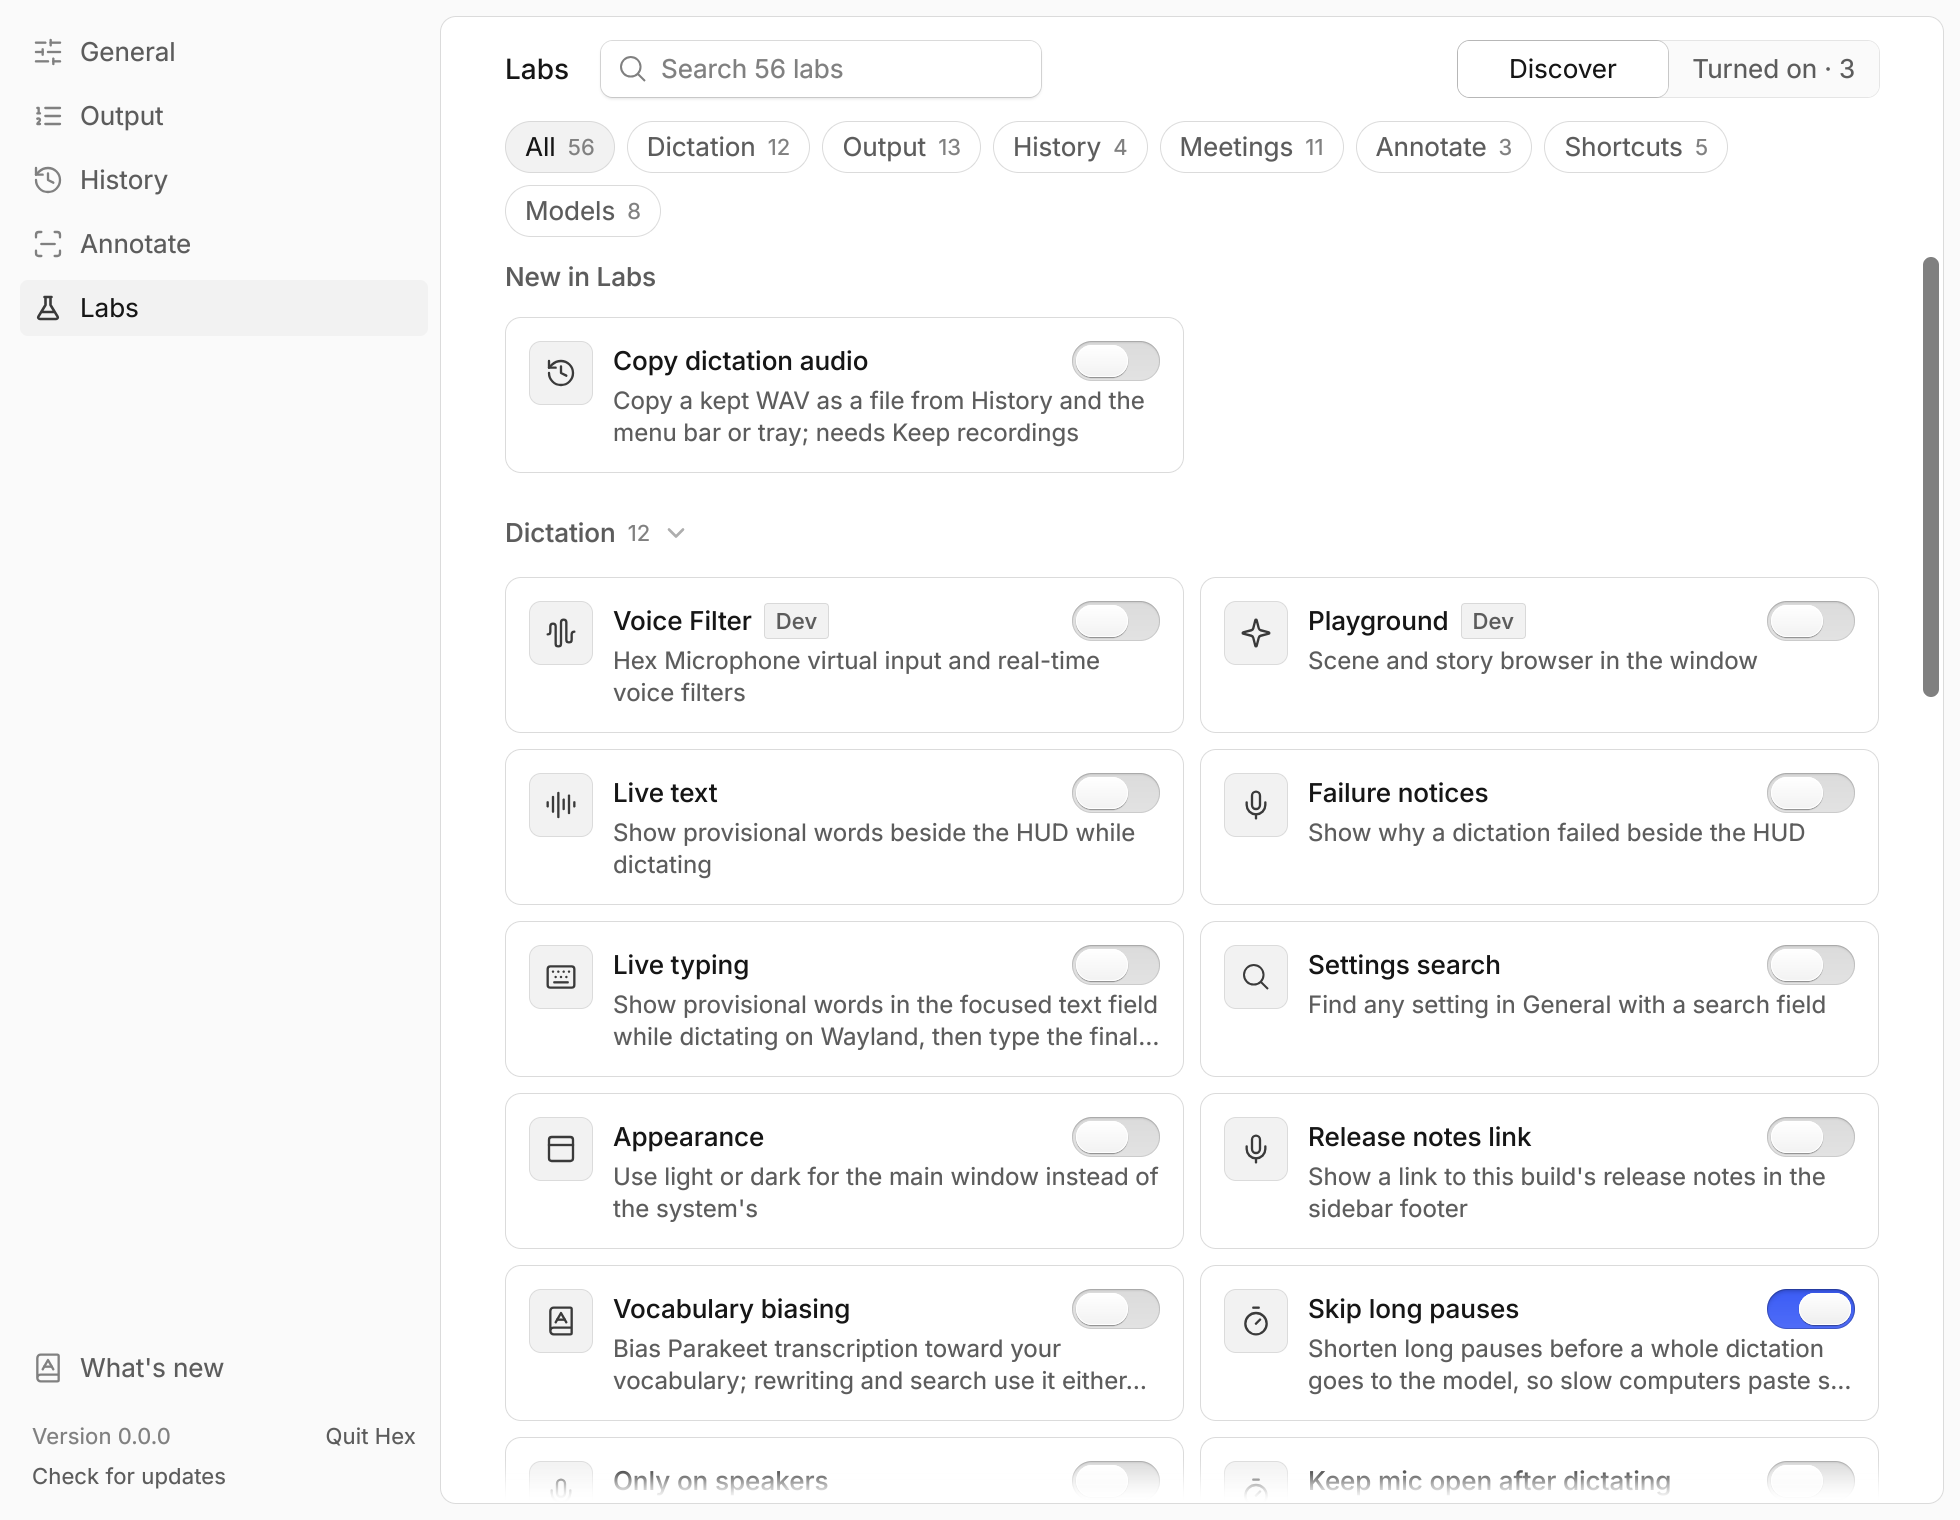 General
Output
History
Annotate
Labs
What's new
Version 0.0.0
Quit Hex
Check for updates
Labs
Search 56 labs
Discover
Turned on · 3
All 56
Dictation 12
Output 13
History 4
Meetings 11
Annotate 3
Shortcuts 5
Models 8
New in Labs
Copy dictation audio
Copy a kept WAV as a file from History and the
menu bar or tray; needs Keep recordings
Dictation 12
Voice Filter Dev
Hex Microphone virtual input and real-time
voice filters
Playground Dev
Scene and story browser in the window
Live text
Show provisional words beside the HUD while
dictating
Failure notices
Show why a dictation failed beside the HUD
Live typing
Show provisional words in the focused text field
while dictating on Wayland, then type the final...
Settings search
Find any setting in General with a search field
Appearance
Use light or dark for the main window instead of
the system's
Release notes link
Show a link to this build's release notes in the
sidebar footer
Vocabulary biasing
Bias Parakeet transcription toward your
vocabulary; rewriting and search use it either...
Skip long pauses
Shorten long pauses before a whole dictation
goes to the model, so slow computers paste s...
Only on speakers
Keep mic open after dictating